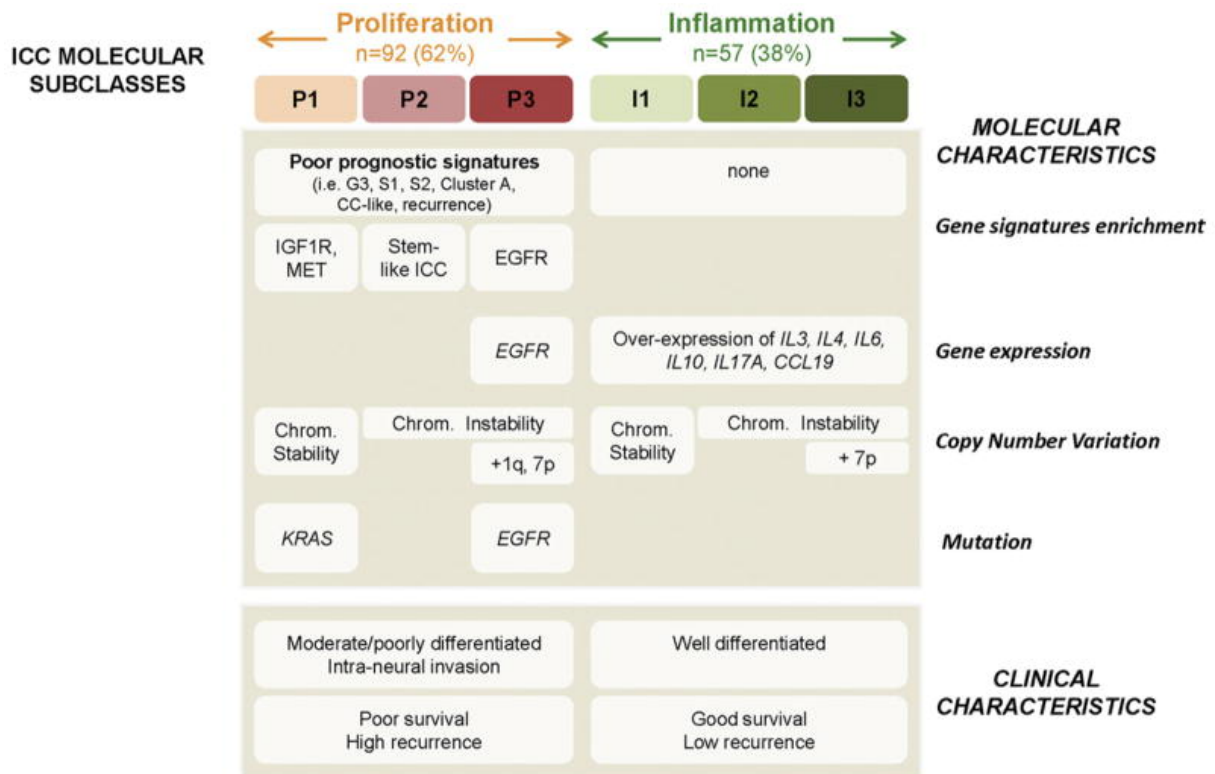 Proliferation
n=92 (62%)
Inflammation
n=57 (38%)
ICC MOLECULAR
SUBCLASSES
P1
P2
P3
I1
I2
I3
MOLECULAR
CHARACTERISTICS
Poor prognostic signatures
(i.e. G3, S1, S2, Cluster A,
CC-like, recurrence)
none
Gene signatures enrichment
IGF1R,
MET
Stem-
like ICC
EGFR
EGFR
Over-expression of IL3, IL4, IL6,
IL10, IL17A, CCL19
Gene expression
Chrom.
Stability
Chrom. Instability
+1q, 7p
Chrom.
Stability
Chrom. Instability
+ 7p
Copy Number Variation
KRAS
EGFR
Mutation
Moderate/poorly differentiated
Intra-neural invasion
Well differentiated
CLINICAL
CHARACTERISTICS
Poor survival
High recurrence
Good survival
Low recurrence